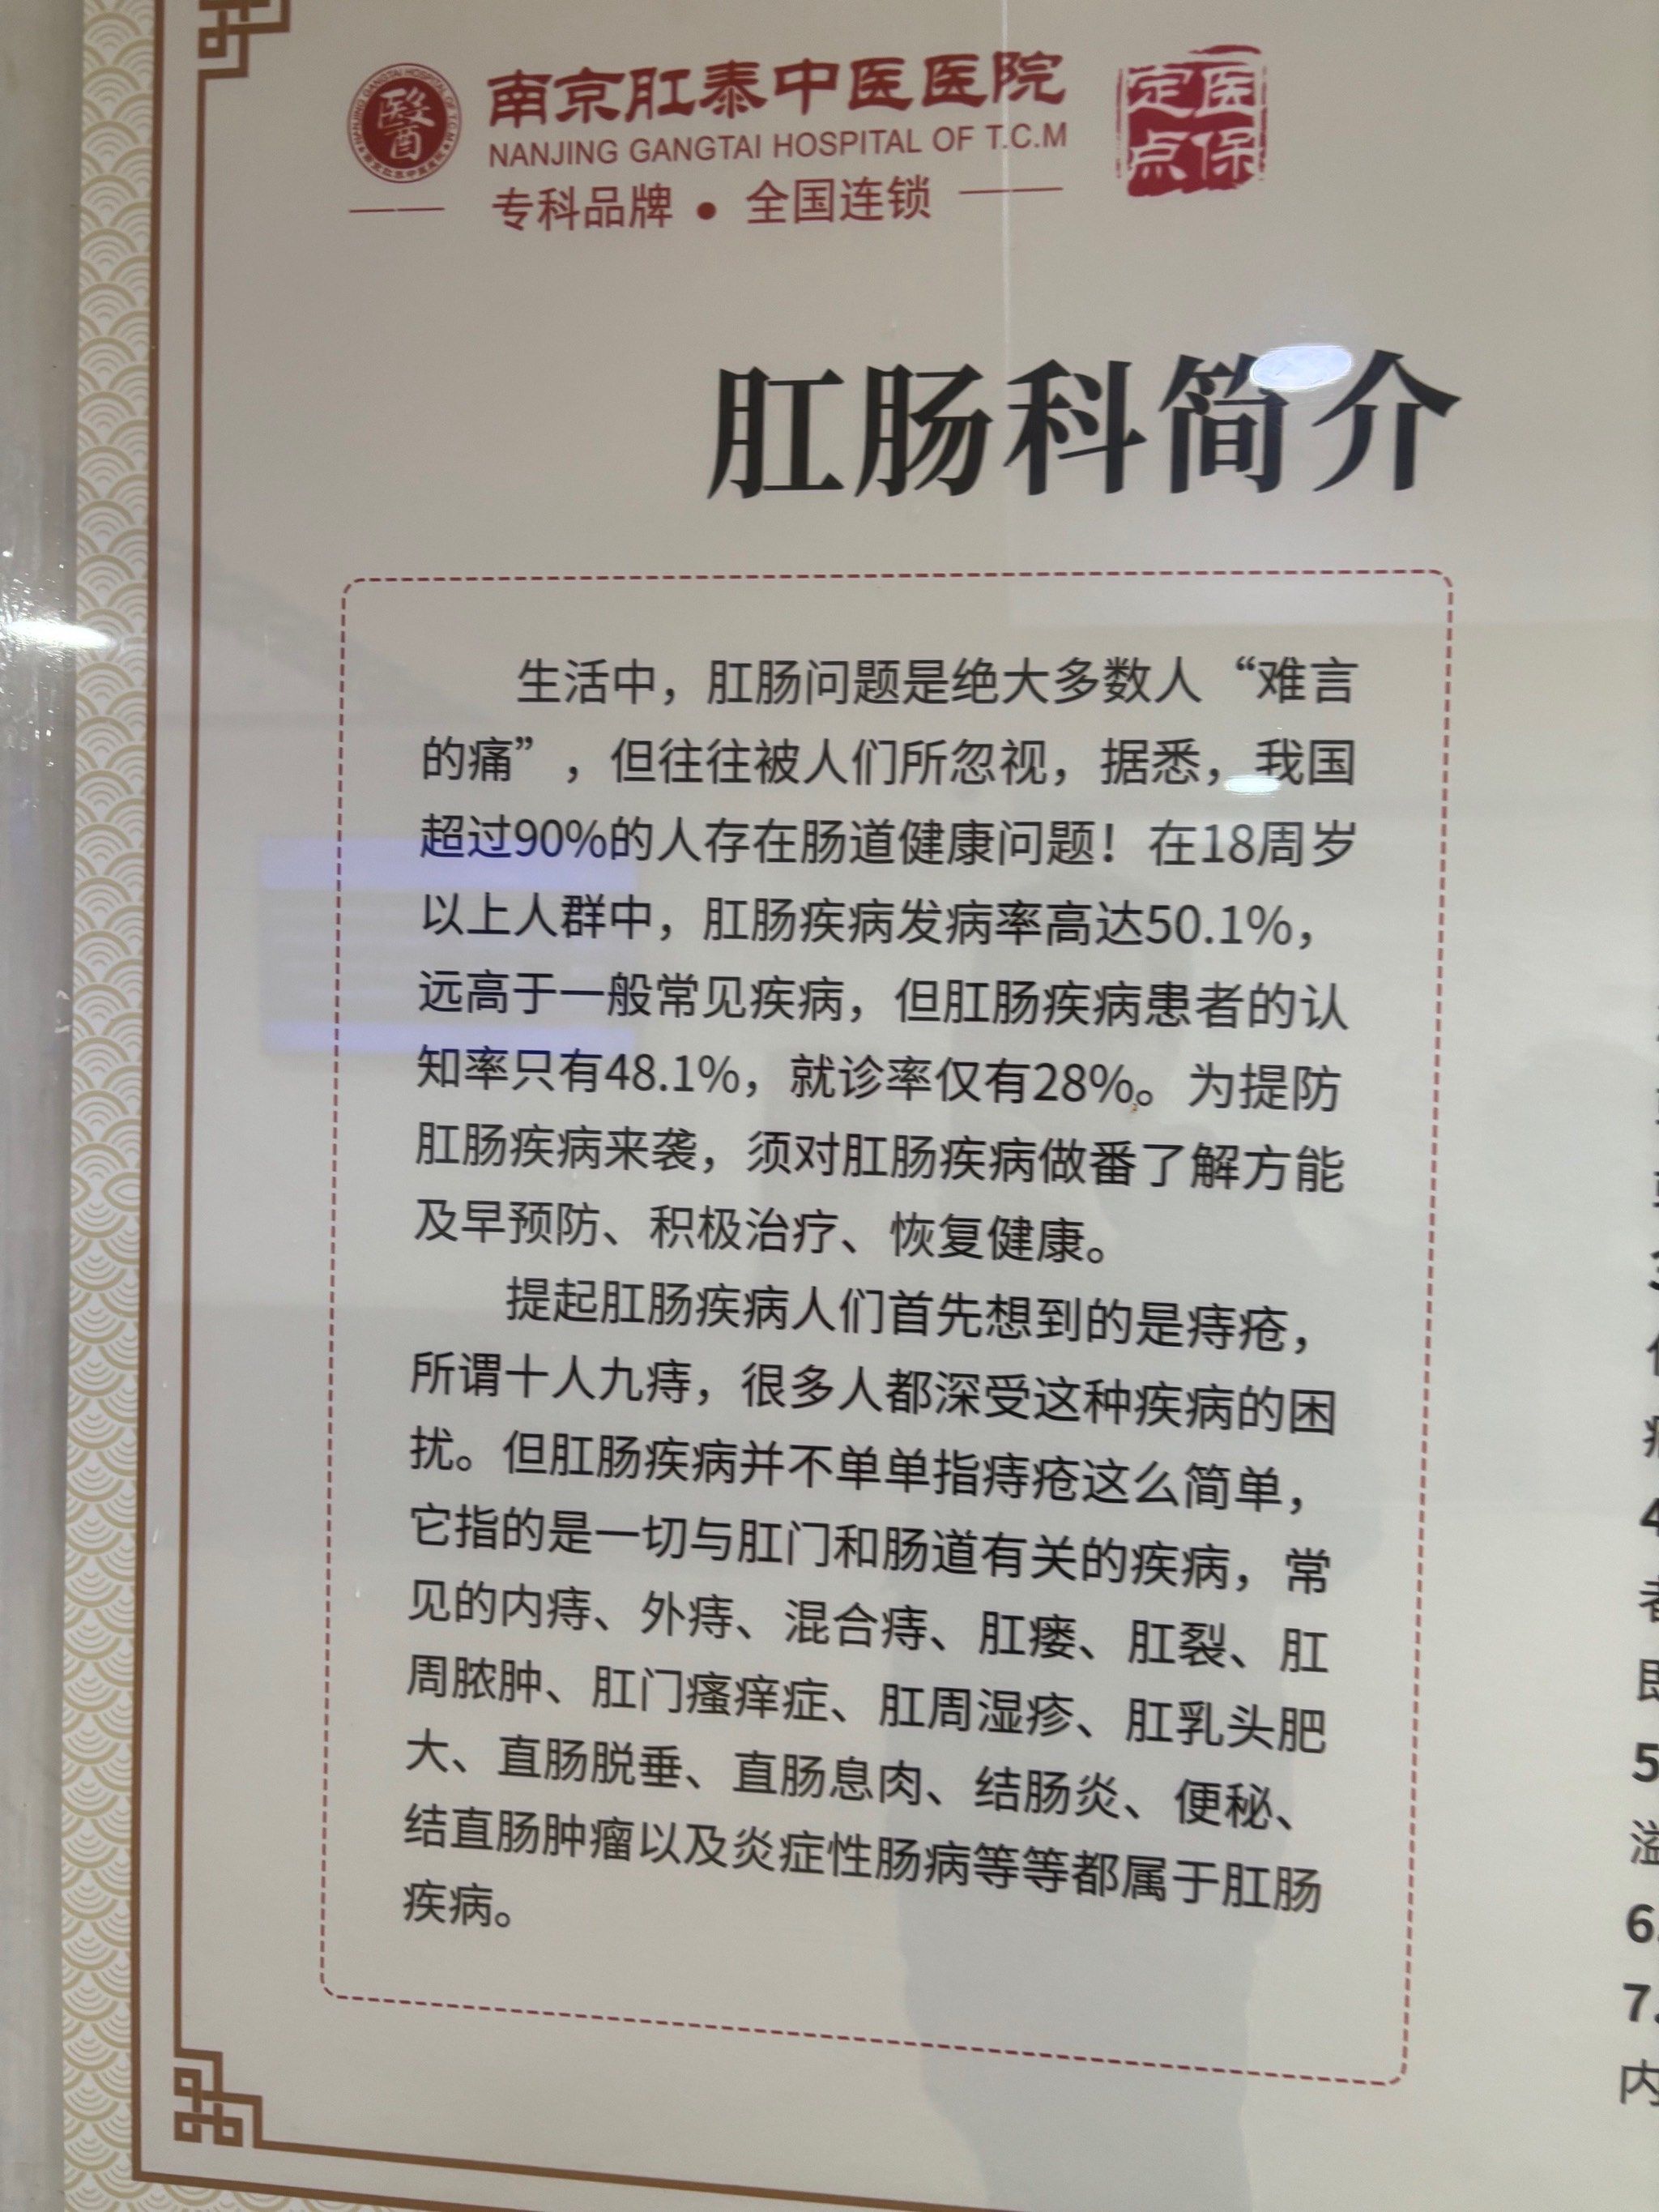 南京肛泰中医医院
NANJING GANGTAI HOSPITAL OF T.C.M
专科品牌 • 全国连锁
医保
定点
醫
肛肠科简介
生活中，肛肠问题是绝大多数人“难言
的痛”，但往往被人们所忽视，据悉，我国
超过90%的人存在肠道健康问题！在18周岁
以上人群中，肛肠疾病发病率高达50.1%，
远高于一般常见疾病，但肛肠疾病患者的认
知率只有48.1%，就诊率仅有28%。为提防
肛肠疾病来袭，须对肛肠疾病做番了解方能
及早预防、积极治疗、恢复健康。
提起肛肠疾病人们首先想到的是痔疮，
所谓十人九痔，很多人都深受这种疾病的困
扰。但肛肠疾病并不单单指痔疮这么简单，
它指的是一切与肛门和肠道有关的疾病，常
见的内痔、外痔、混合痔、肛瘘、肛裂、肛
周脓肿、肛门瘙痒症、肛周湿疹、肛乳头肥
大、直肠脱垂、直肠息肉、结肠炎、便秘、
结直肠肿瘤以及炎症性肠病等等都属于肛肠
疾病。
4
者
5
溢
6.
7.
内